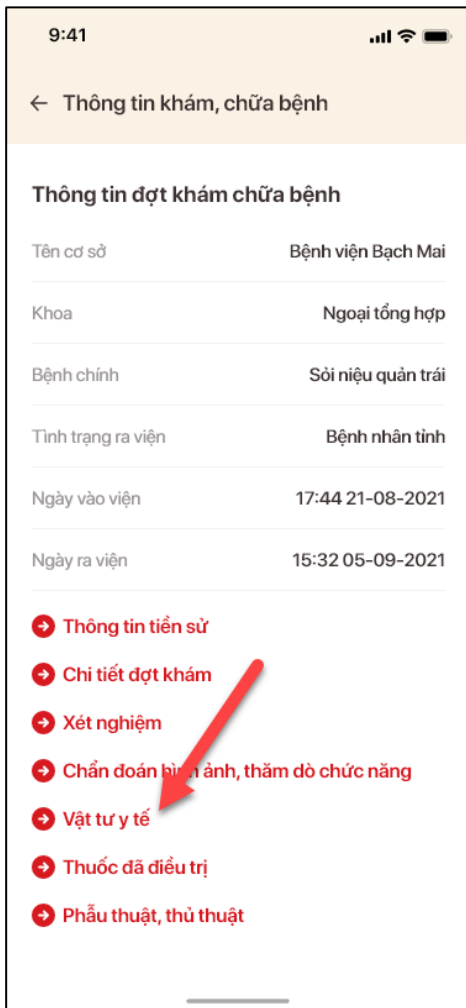 9:41
Thông tin khám, chữa bệnh
Thông tin đợt khám chữa bệnh
Tên cơ sở Bệnh viện Bạch Mai
Khoa Ngoại tổng hợp
Bệnh chính Sỏi niệu quản trái
Tình trạng ra viện Bệnh nhân tỉnh
Ngày vào viện 17:44 21-08-2021
Ngày ra viện 15:32 05-09-2021
Thông tin tiền sử
Chi tiết đợt khám
Xét nghiệm
Chẩn đoán hình ảnh, thăm dò chức năng
Vật tư y tế
Thuốc đã điều trị
Phẫu thuật, thủ thuật